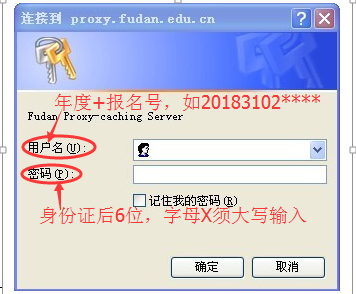 连接到 proxy.fudan.edu.cn
年度+报名号，如20183102****
Fudan Proxy-caching Server
用户名(U):
密码(P):
身份证后6位，字母X须大写输入
记住我的密码(R)
确定
取消